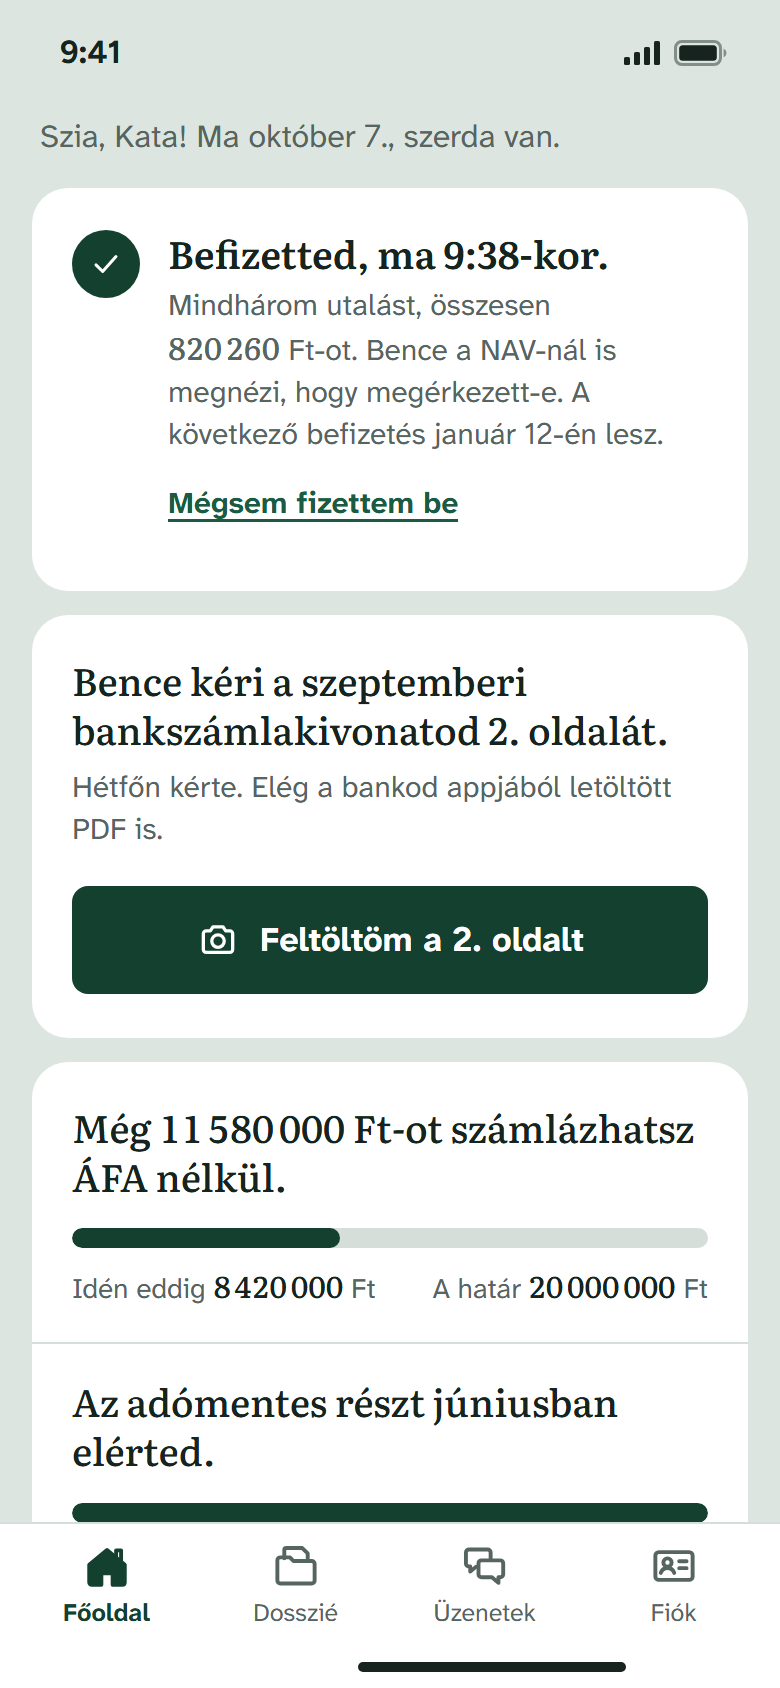 9:41
Szia, Kata! Ma október 7., szerda van.
Befizetted, ma 9:38-kor.
Mindhárom utalást, összesen
820 260 Ft-ot. Bence a NAV-nál is
megnézi, hogy megérkezett-e. A
következő befizetés január 12-én lesz.
Mégsem fizettem be
Bence kéri a szeptemberi
bankszámlakivonatod 2. oldalát.
Hétfőn kérte. Elég a bankod appjából letöltött
PDF is.
Feltöltöm a 2. oldalt
Még 11 580 000 Ft-ot számlázhatsz
ÁFA nélkül.
Idén eddig 8 420 000 Ft A határ 20 000 000 Ft
Az adómentes részt júniusban
elérted.
Főoldal Dosszié Üzenetek Fiók